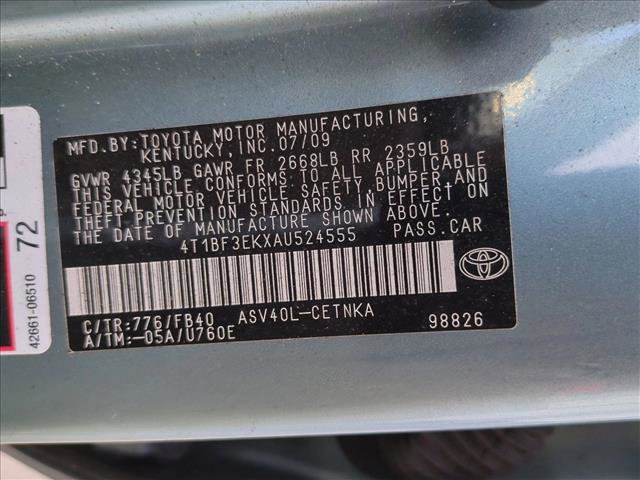 MFD.BY:TOYOTA MOTOR MANUFACTURING,
KENTUCKY, INC.07/09
GVWR 4345LB GAWR FR 2668LB RR 2359LB
THIS VEHICLE CONFORMS TO ALL APPLICABLE
FEDERAL MOTOR VEHICLE SAFETY, BUMPER AND
THEFT PREVENTION STANDARDS IN EFFECT ON
THE DATE OF MANUFACTURE SHOWN ABOVE.
4T1BF3EKXAU524555 PASS.CAR
C/TR:776/FB40 ASV40L-CETNKA
A/TM:-05A/U760E 98826
72
42661-06510